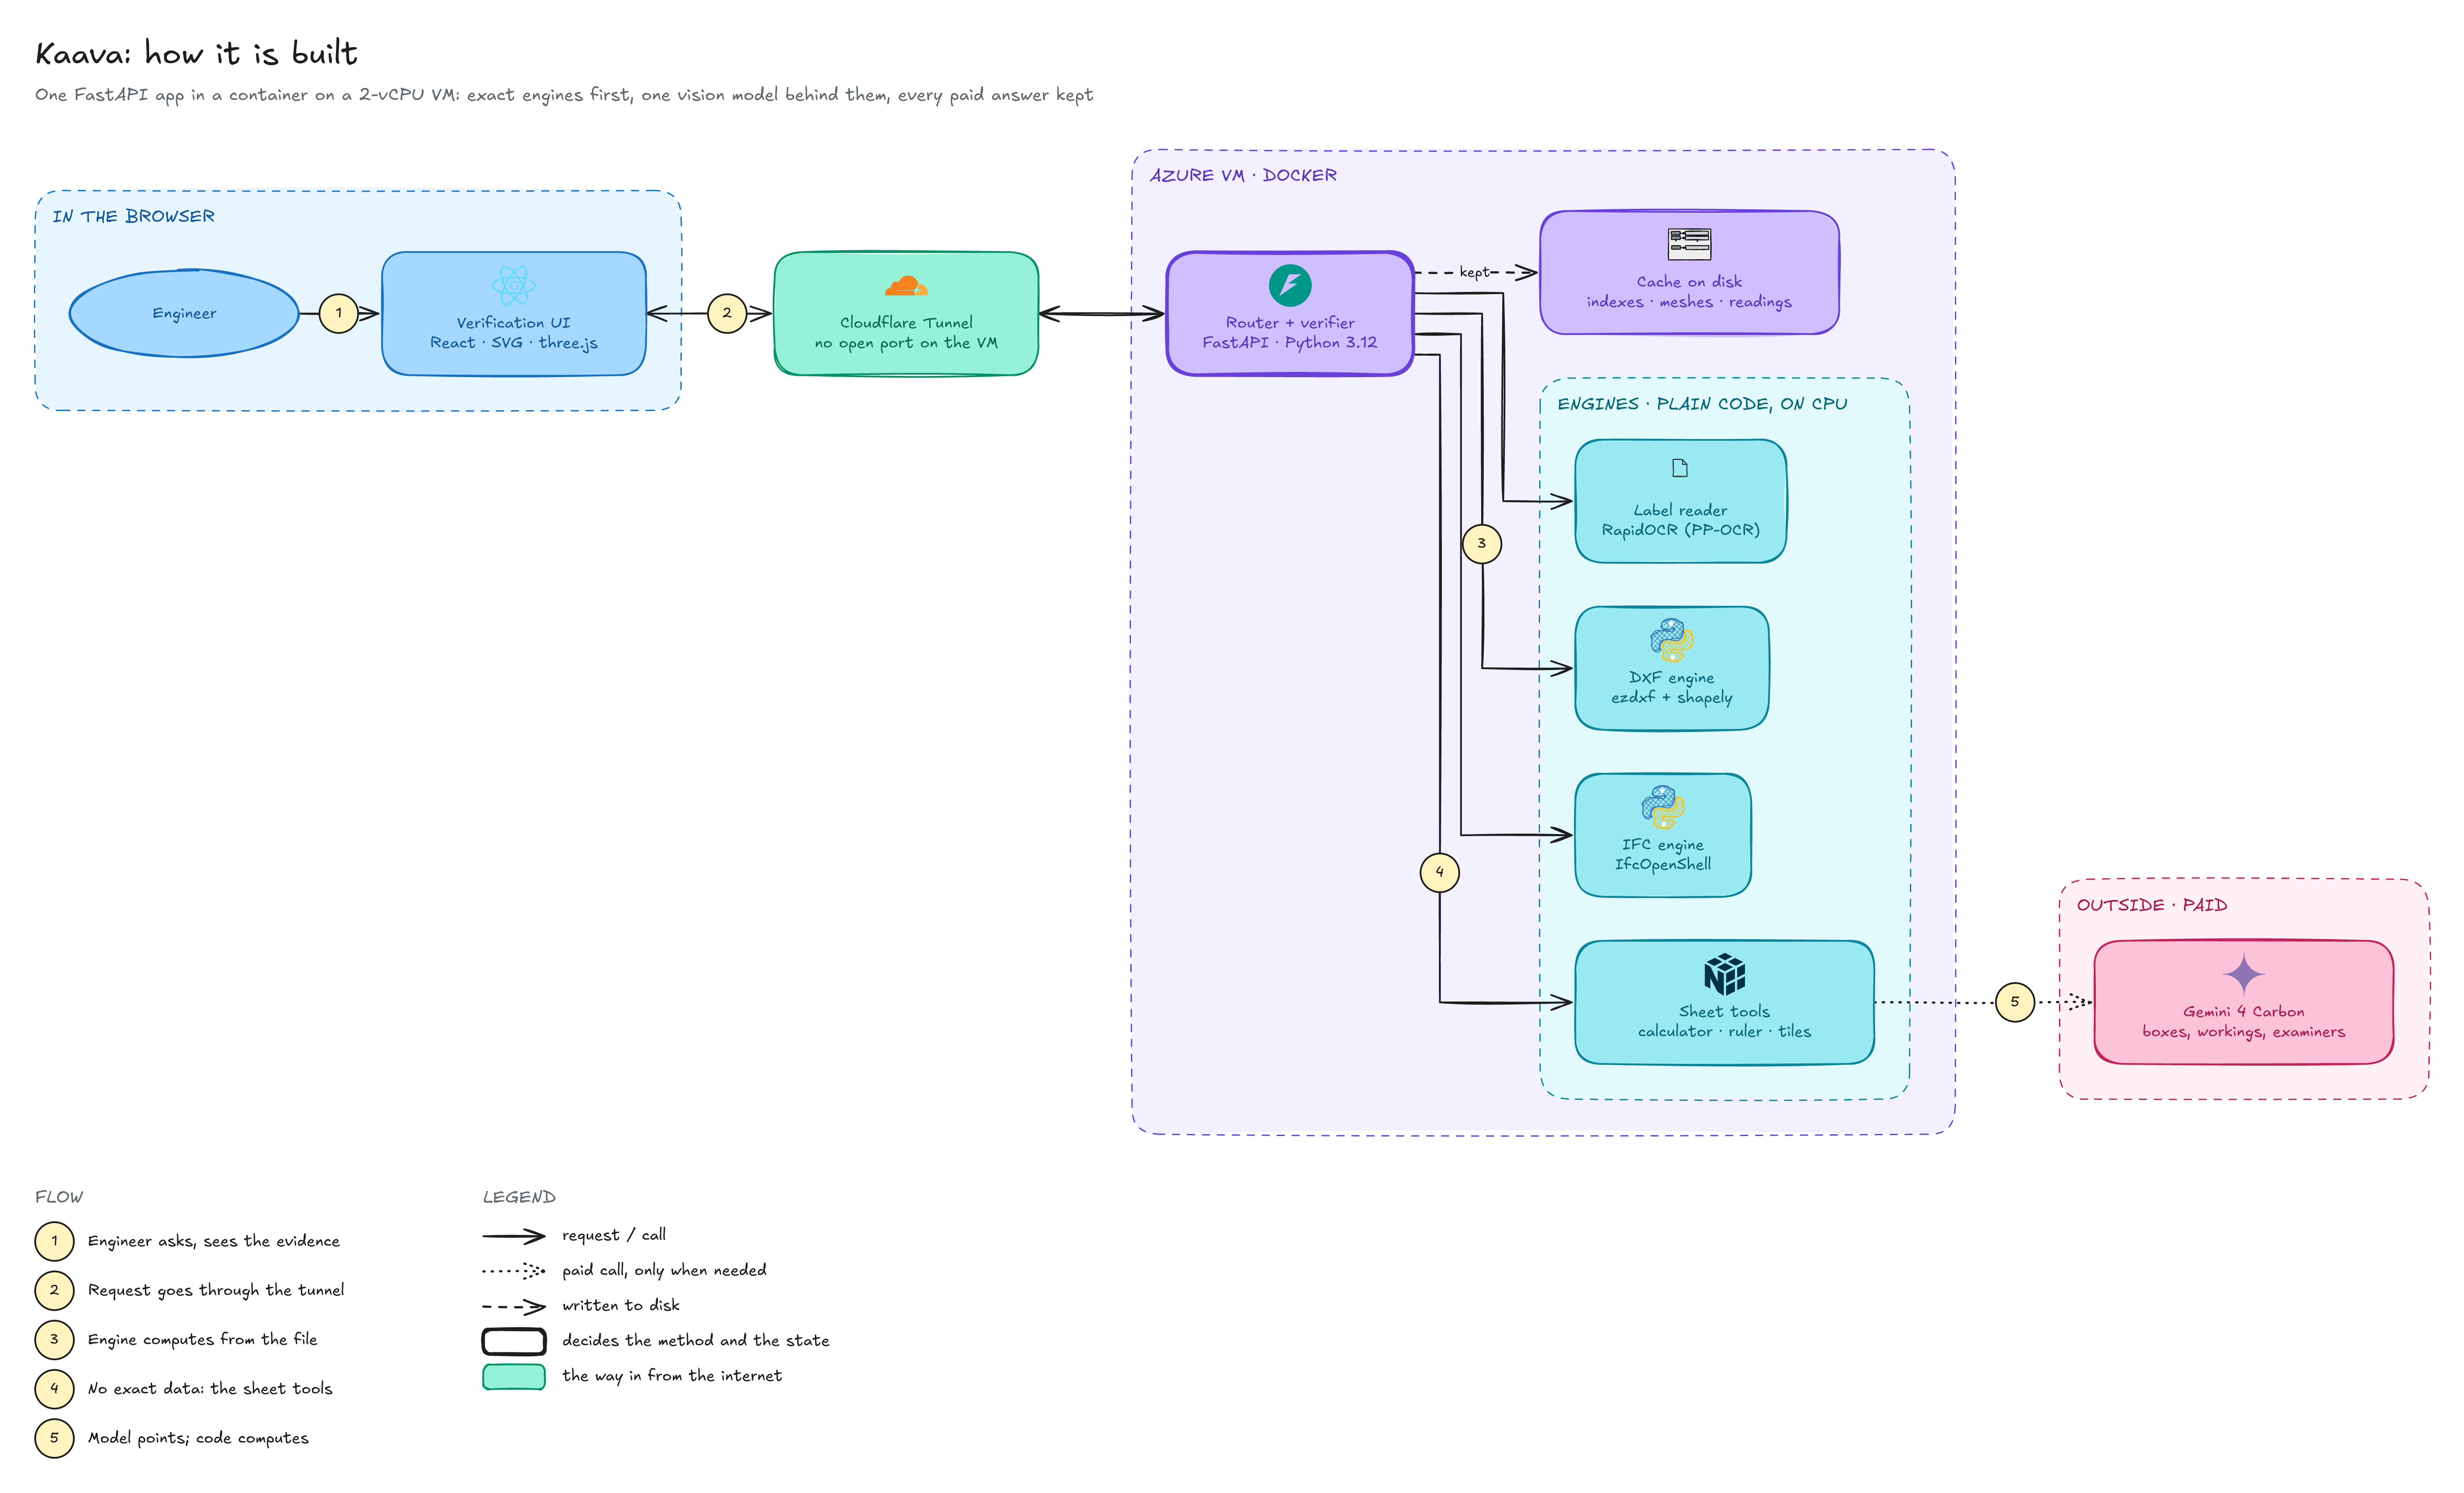 Kaava: how it is built
One FastAPI app in a container on a 2-vCPU VM: exact engines first, one vision model behind them, every paid answer kept
IN THE BROWSER
Engineer
1
Verification UI
React · SVG · three.js
2
Cloudflare Tunnel
no open port on the VM
AZURE VM · DOCKER
Router + verifier
FastAPI · Python 3.12
kept
Cache on disk
indexes · meshes · readings
ENGINES · PLAIN CODE, ON CPU
Label reader
RapidOCR (PP-OCR)
3
DXF engine
ezdxf + shapely
IFC engine
IfcOpenShell
4
Sheet tools
calculator · ruler · tiles
5
OUTSIDE · PAID
Gemini 4 Carbon
boxes, workings, examiners
FLOW
1 Engineer asks, sees the evidence
2 Request goes through the tunnel
3 Engine computes from the file
4 No exact data: the sheet tools
5 Model points; code computes
LEGEND
request / call
paid call, only when needed
written to disk
decides the method and the state
the way in from the internet